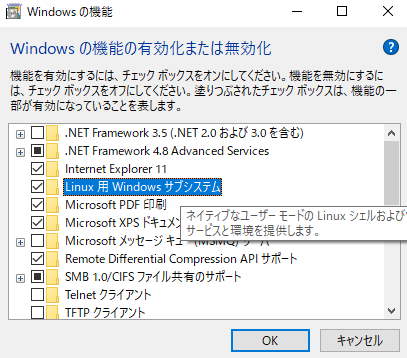 Windows の機能
Windows の機能の有効化または無効化
機能を有効にするには、チェック ボックスをオンにしてください。機能を無効にするに
は、チェック ボックスをオフにしてください。塗りつぶされたチェック ボックスは、機能の一
部が有効になっていることを表します。
.NET Framework 3.5 (.NET 2.0 および 3.0 を含む)
.NET Framework 4.8 Advanced Services
Internet Explorer 11
Linux 用 Windows サブシステム
Microsoft PDF 印刷
Microsoft XPS ドキュメン
ネイティブなユーザー モードの Linux シェルおよび
サービスと環境を提供します。
Microsoft メッセージ キュー (MSMQ) サーバー
Remote Differential Compression API サポート
SMB 1.0/CIFS ファイル共有のサポート
Telnet クライアント
TFTP クライアント
OK
キャンセル